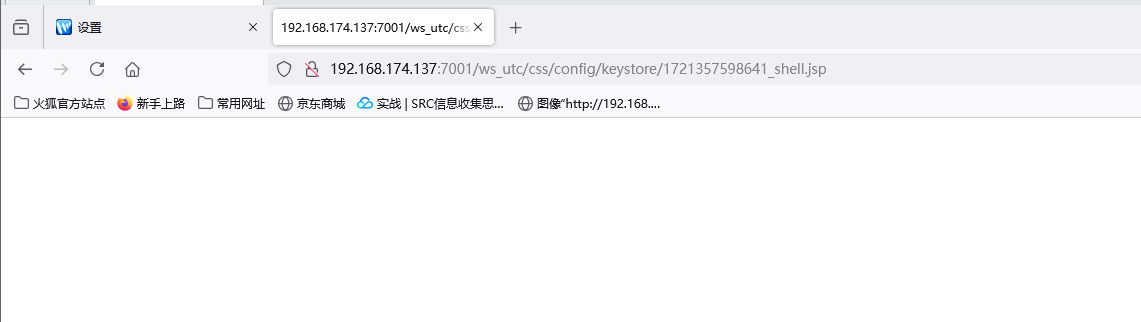 设置
192.168.174.137:7001/ws_utc/css
192.168.174.137:7001/ws_utc/css/config/keystore/1721357598641_shell.jsp
火狐官方站点 新手上路 常用网址 京东商城 实战 | SRC信息收集思... 图像“http://192.168....